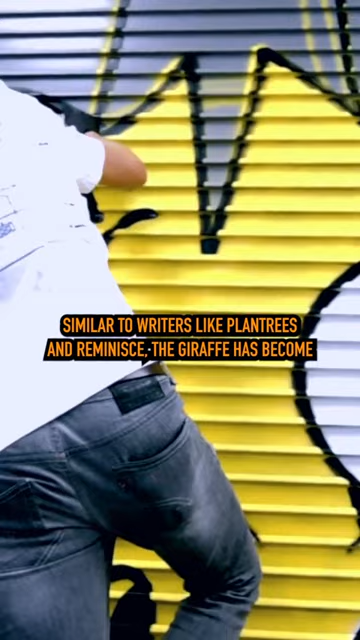 SIMILAR TO WRITERS LIKE PLANTREES
AND REMINISCE, THE GIRAFFE HAS BECOME